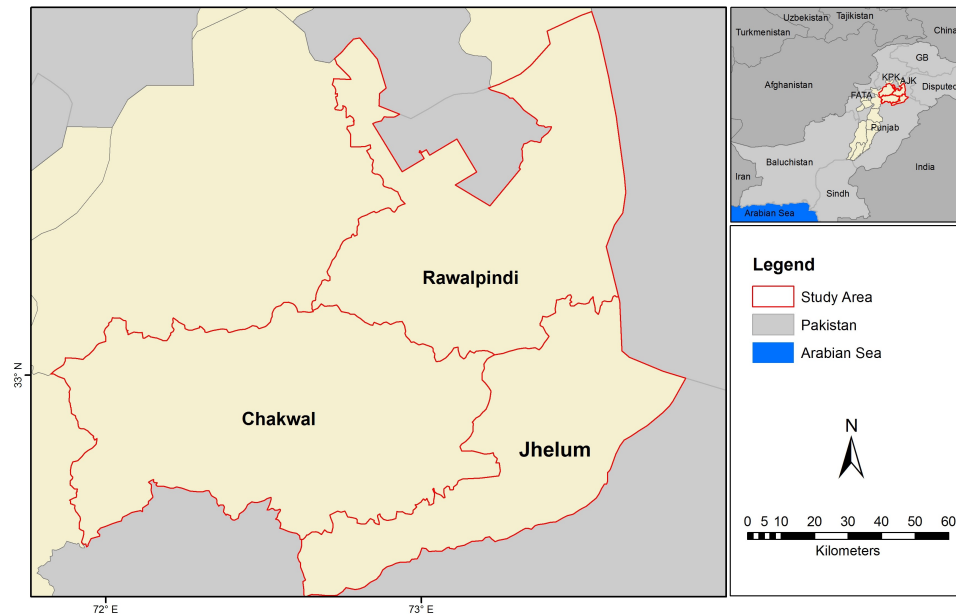 Rawalpindi
Chakwal
Jhelum
33° N
72° E
73° E
Uzbekistan
Tajikistan
Turkmenistan
China
GB
Afghanistan
KPK
AJK
Disputed
FATA
Punjab
Baluchistan
India
Iran
Sindh
Arabian Sea
Legend
Study Area
Pakistan
Arabian Sea
N
0 5 10 20 30 40 50 60
Kilometers